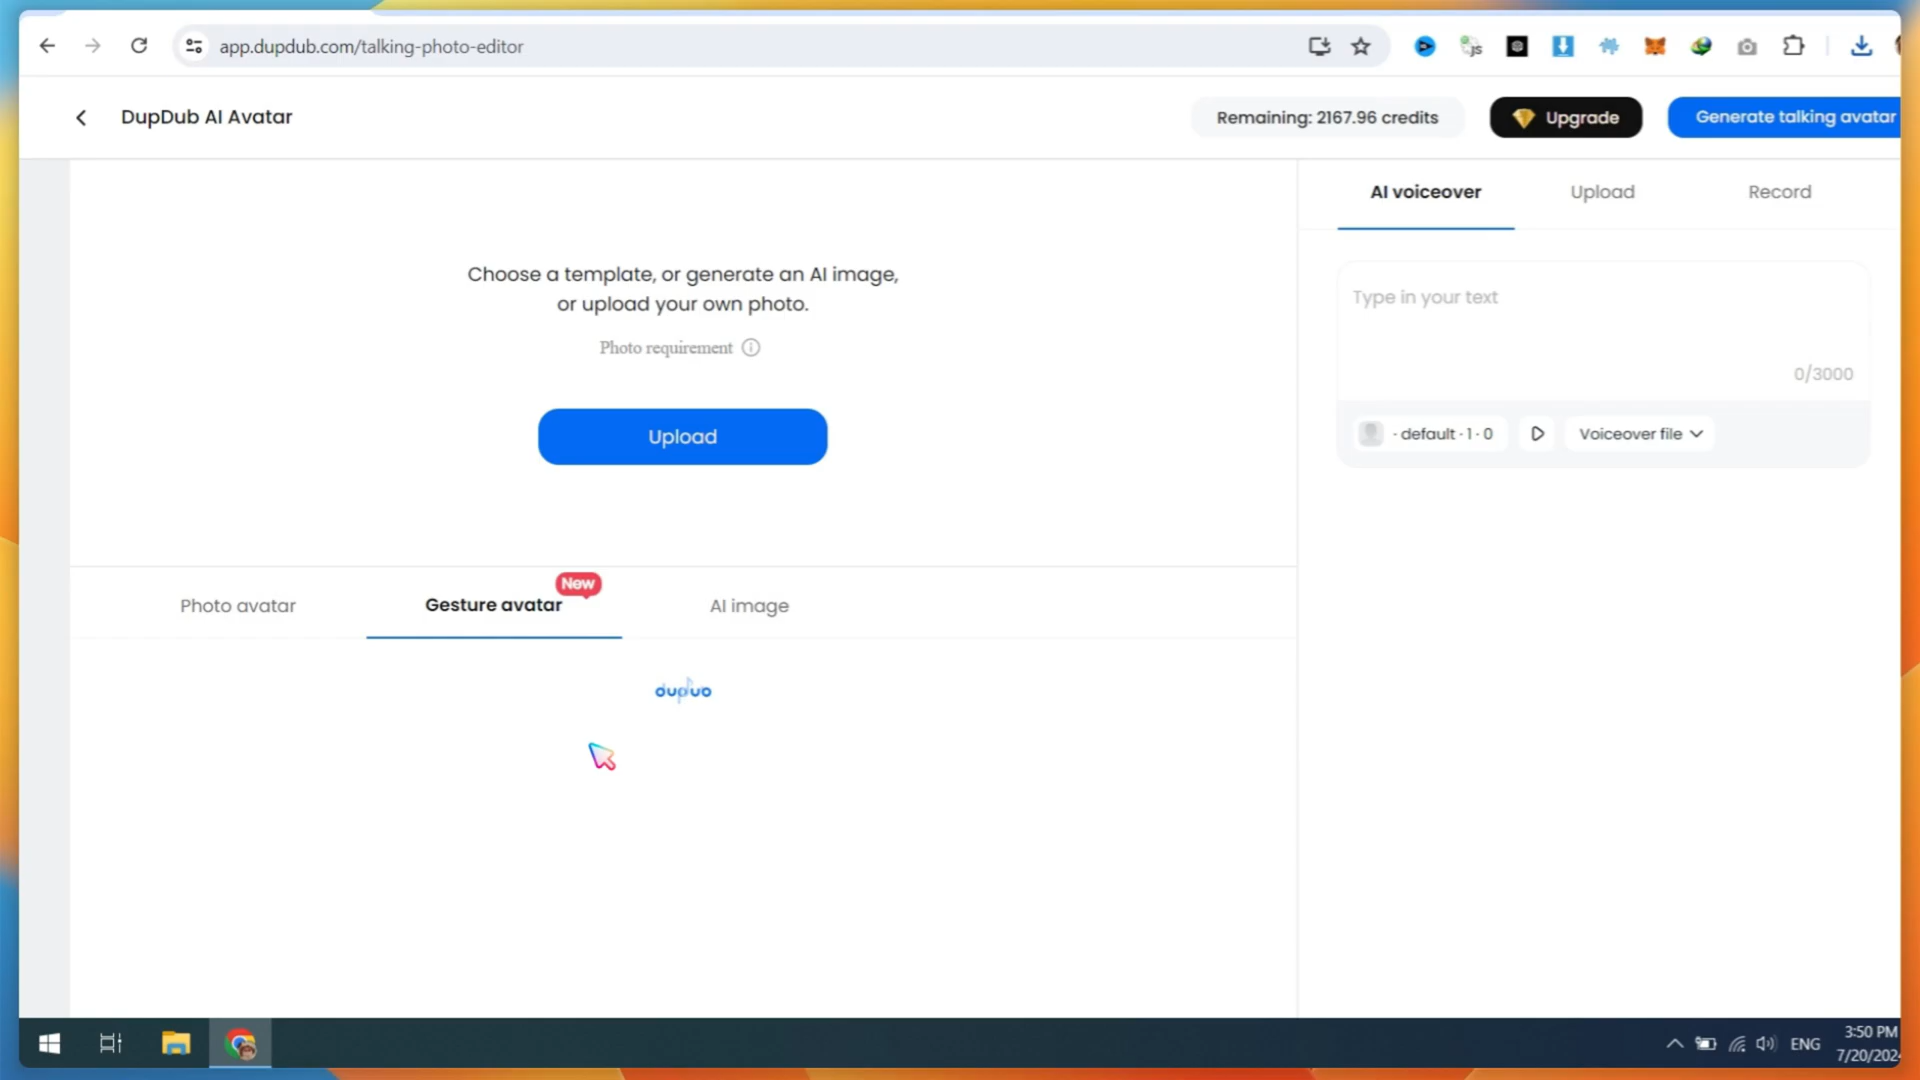 app.dupdub.com/talking-photo-editor
DupDub AI Avatar
Remaining: 2167.96 credits
Upgrade
Generate talking avatar
AI voiceover
Upload
Record
Choose a template, or generate an AI image,
or upload your own photo.
Photo requirement
Upload
Type in your text
0/3000
- default · 1 · 0
Voiceover file
New
Photo avatar
Gesture avatar
AI image
ENG
3:50 PM